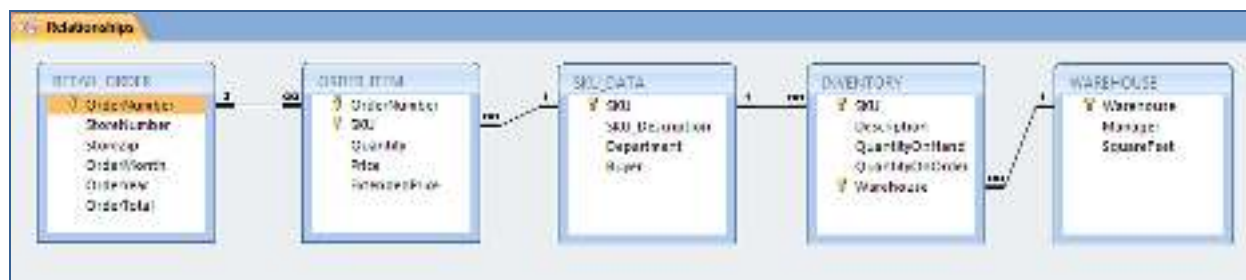 Relationships
RETAIL_ORDER
OrderNumber
StoreNumber
StoreZip
OrderMonth
OrderYear
OrderTotal
1
∞
ORDER_ITEM
OrderNumber
SKU
Quantity
Price
ExtendedPrice
∞
1
SKU_DATA
SKU
SKU_Description
Department
Buyer
1
∞
INVENTORY
SKU
Description
QuantityOnHand
QuantityOnOrder
Warehouse
∞
1
WAREHOUSE
Warehouse
Manager
SquareFeet